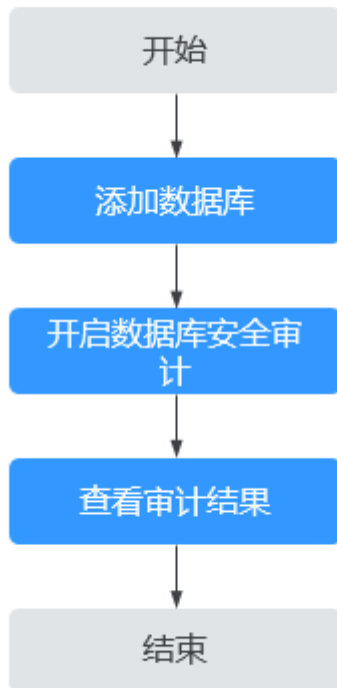 开始
添加数据库
开启数据库安全审
计
查看审计结果
结束